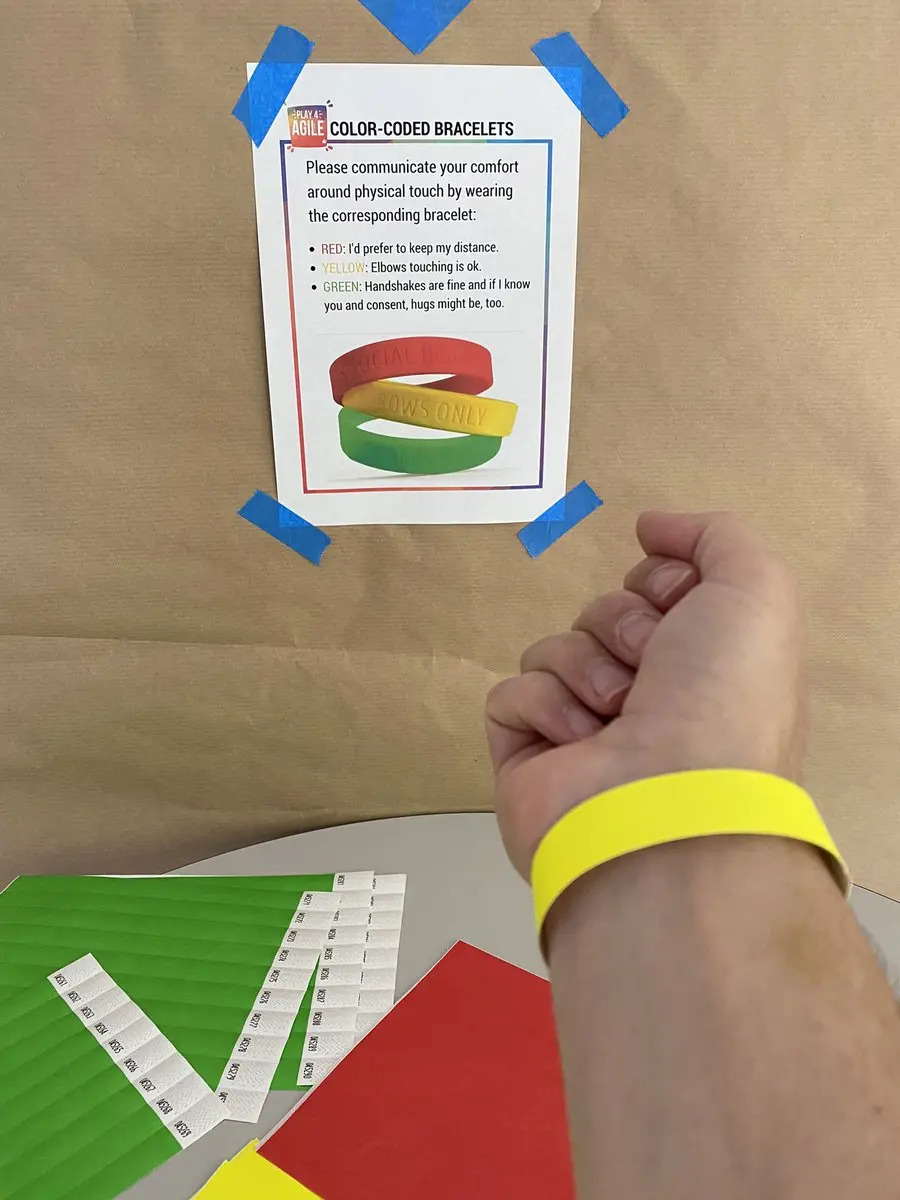 PLAY 4
AGILE
COLOR-CODED BRACELETS
Please communicate your comfort
around physical touch by wearing
the corresponding bracelet:
• RED: I'd prefer to keep my distance.
• YELLOW: Elbows touching is ok.
• GREEN: Handshakes are fine and if I know
you and consent, hugs might be, too.
SOCIAL
BOWS ONLY